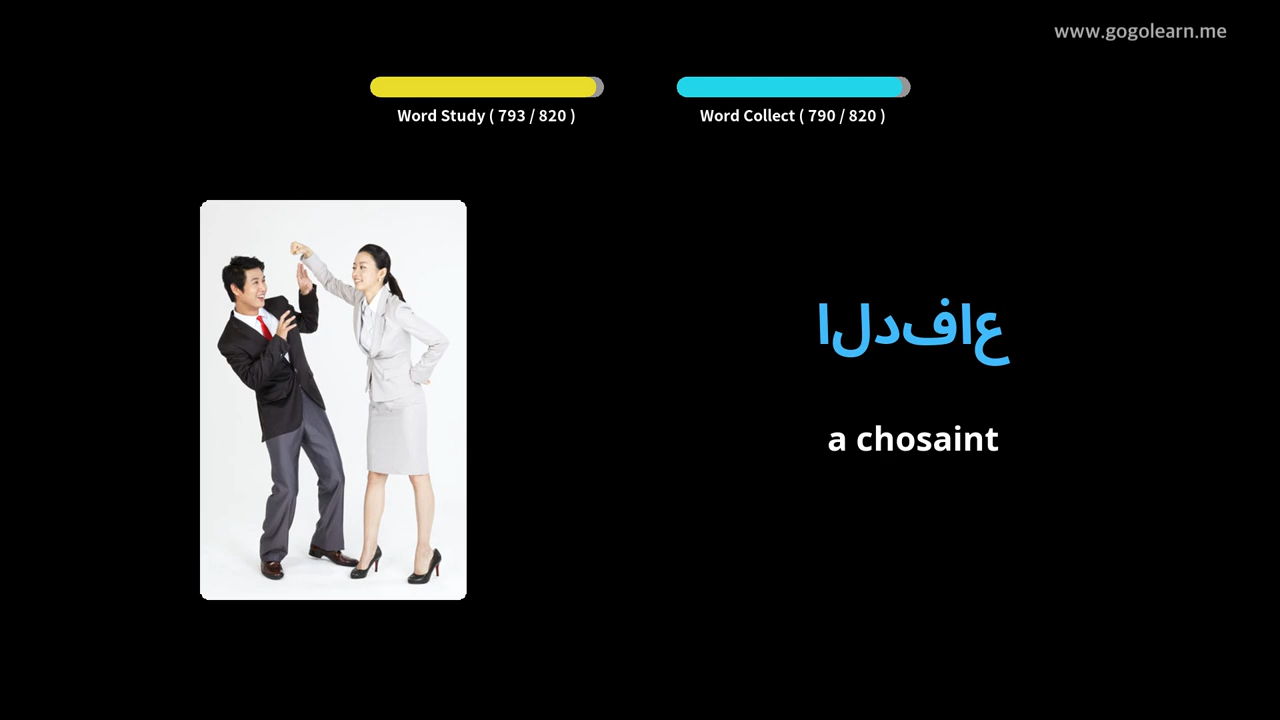 www.gogolearn.me
Word Study ( 793 / 820 )
Word Collect ( 790 / 820 )
الدفاع
a chosaint